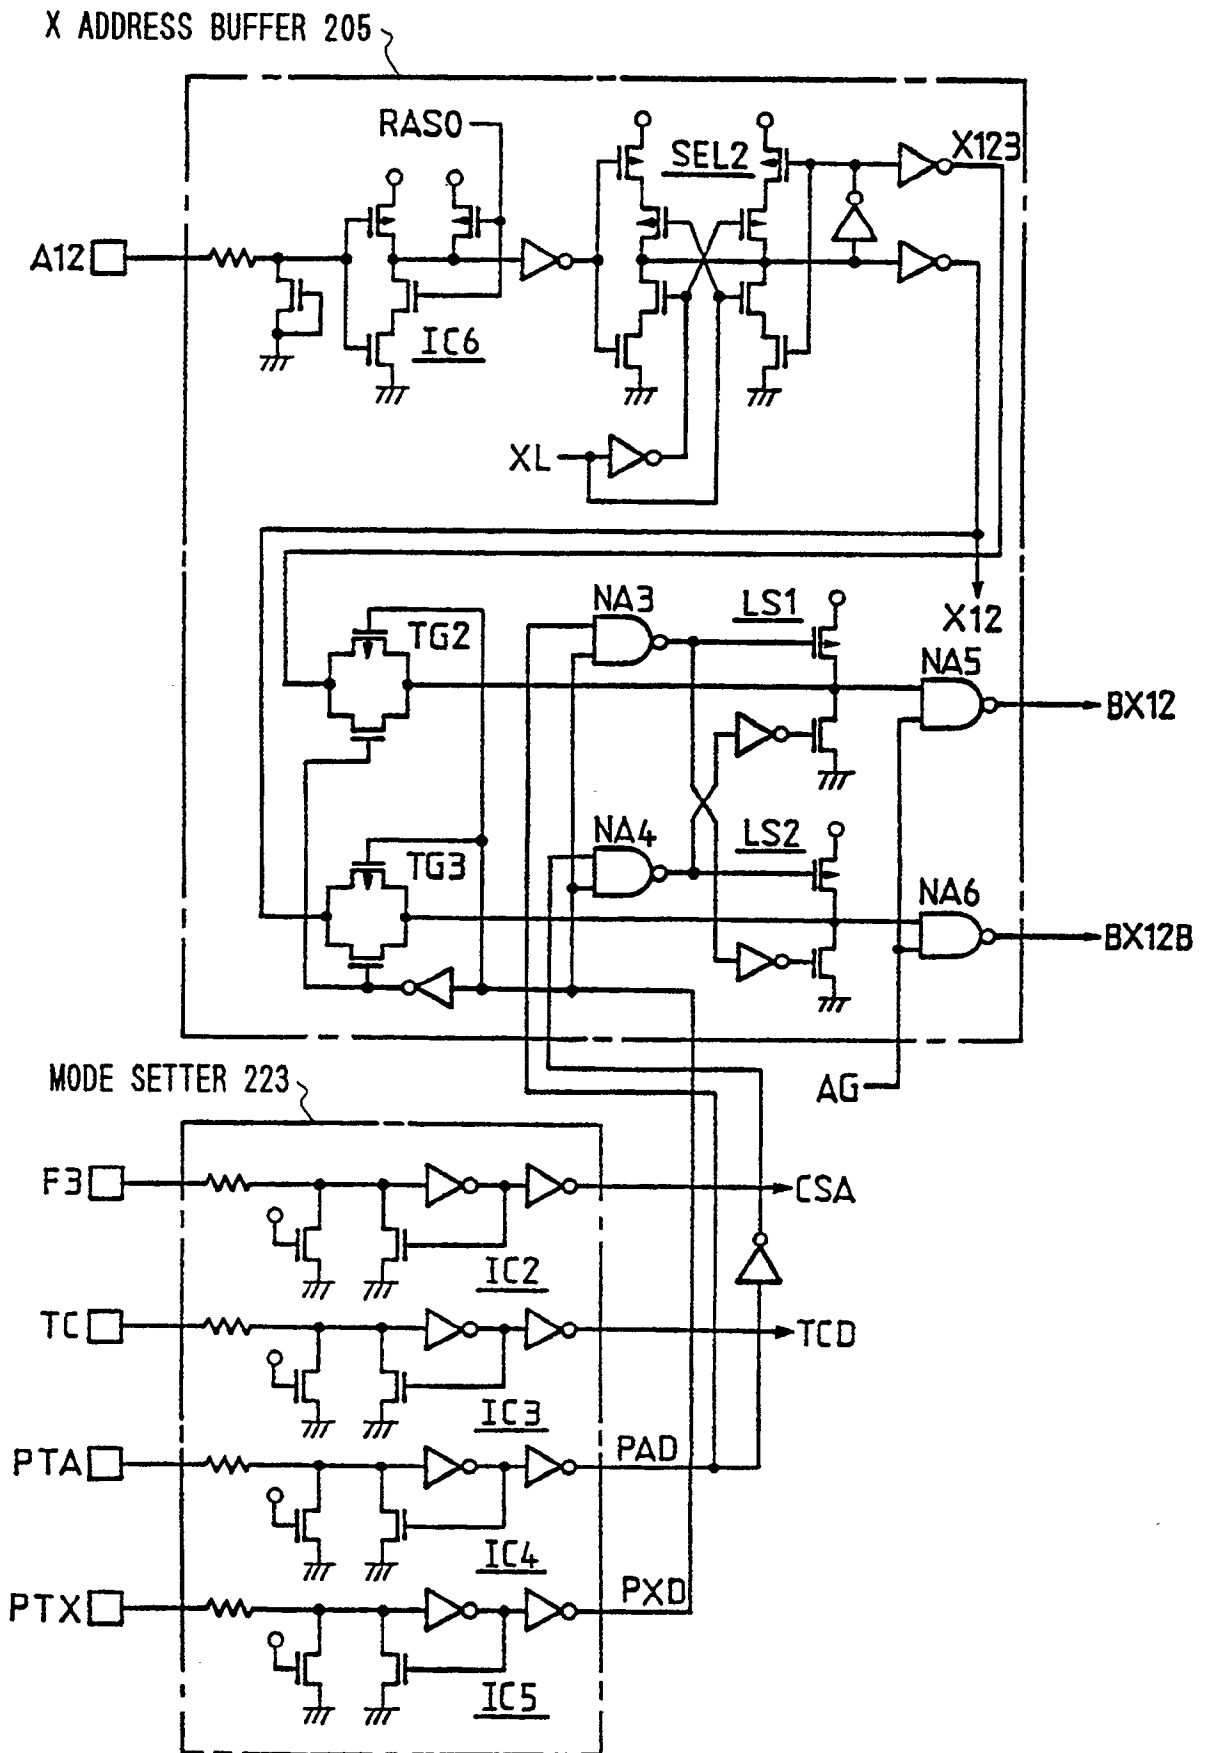 X ADDRESS BUFFER 205
RAS0
SEL2
X123
A12
IC6
XL
X12
NA3
LS1
TG2
NA5
BX12
NA4
LS2
TG3
NA6
BX12B
AG
MODE SETTER 223
F3
CSA
IC2
TC
TCD
IC3
PTA
PAD
IC4
PTX
PXD
IC5